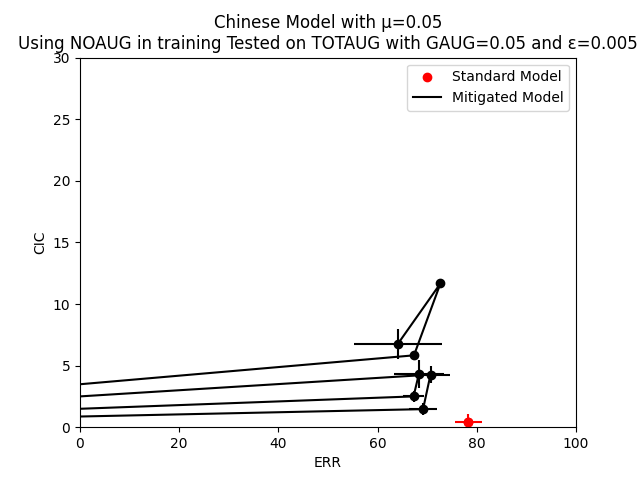 Chinese Model with μ=0.05
Using NOAUG in training Tested on TOTAUG with GAUG=0.05 and ε=0.005
Standard Model
Mitigated Model
30
25
20
15
10
5
0
CIC
0 20 40 60 80 100
ERR